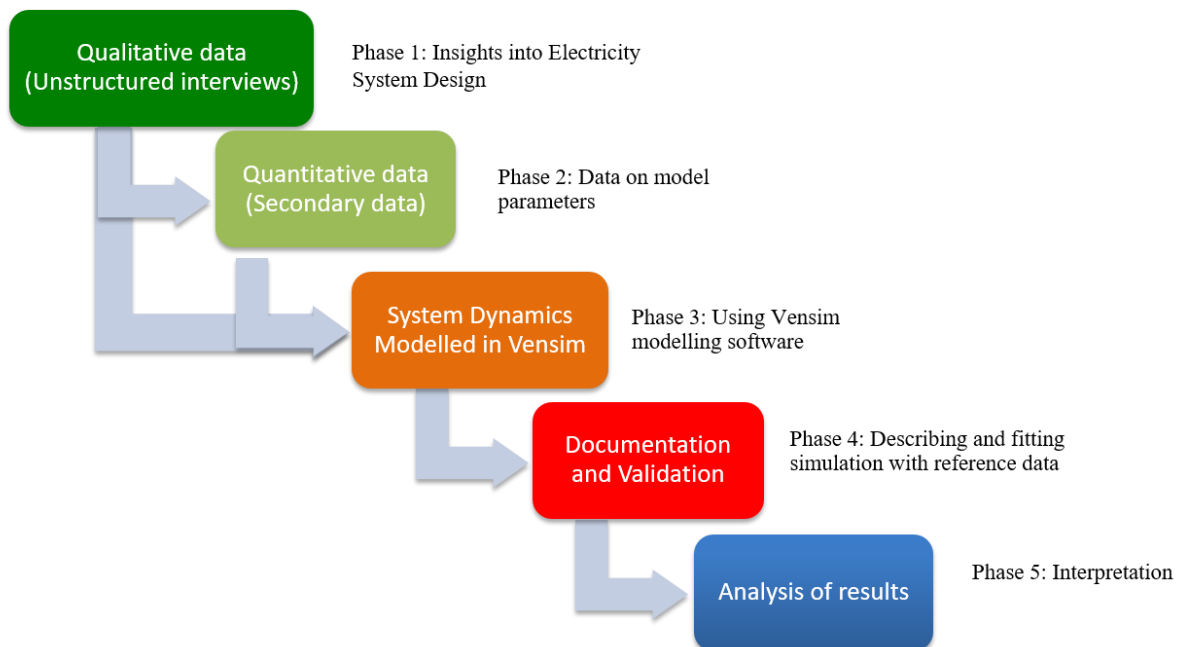 Qualitative data
(Unstructured interviews)
Phase 1: Insights into Electricity
System Design
Quantitative data
(Secondary data)
Phase 2: Data on model
parameters
System Dynamics
Modelled in Vensim
Phase 3: Using Vensim
modelling software
Documentation
and Validation
Phase 4: Describing and fitting
simulation with reference data
Analysis of results
Phase 5: Interpretation